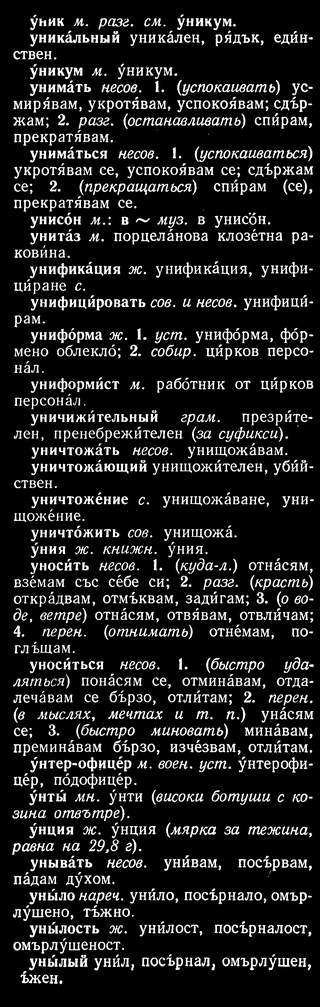 у́ник м. разг. см. у́никум.
уника́льный уника́лен, ря́дък, еди́н-
ствен.
у́никум м. у́никум.
унима́ть несов. 1. (успокаивать) ус-
миря́вам, укротя́вам, успокоя́вам; сдъ́р-
жам; 2. разг. (останавливать) спи́рам,
прекратя́вам.
унима́ться несов. 1. (успокаиваться)
укротя́вам се, успокоя́вам се; сдъ́ржам
се; 2. (прекращаться) спи́рам (се),
прекратя́вам се.
унисо́н м.: в ~ муз. в унисо́н.
унита́з м. порцела́нова клозе́тна ра-
кови́на.
унифика́ция ж. унифика́ция, унифи-
ци́ране с.
унифици́ровать сов. и несов. унифици́-
рам.
унифо́рма ж. 1. уст. унифо́рма, фо́р-
мено облекло́; 2. собир. ци́рков персо-
на́л.
униформи́ст м. рабо́тник от ци́рков
персона́л.
уничижи́тельный грам. презри́те-
лен, пренебрежи́телен (за суфикси).
уничтожа́ть несов. унищожа́вам.
уничтожа́ющий унищожи́телен, уби́й-
ствен.
уничтоже́ние с. унищожа́ване, уни-
щоже́ние.
уничто́жить сов. унищожа́.
у́ния ж. книжн. у́ния.
уноси́ть несов. 1. (куда-л.) отна́сям,
взе́мам със се́бе си; 2. разг. (красть)
откра́двам, отмъ́квам, зади́гам; 3. (о во-
де, ветре) отна́сям, отвя́вам, отвли́чам;
4. перен. (отнимать) отне́мам, по-
глъ́щам.
уноси́ться несов. 1. (быстро уда-
ляться) пона́сям се, отмина́вам, отда-
леча́вам се бъ́рзо, отли́там; 2. перен.
(в мыслях, мечтах и т. п.) уна́сям
се; 3. (быстро миновать) мина́вам,
премина́вам бъ́рзо, изче́звам, отли́там.
у́нтер-офице́р м. воен. уст. у́нтерофи-
це́р, по́дофице́р.
у́нты́ мн. у́нти (високи ботуши с ко-
зина отвътре).
у́нция ж. у́нция (мярка за тежина,
равна на 29,8 г).
уныва́ть несов. уни́вам, посъ́рвам,
па́дам ду́хом.
уны́ло нареч. уни́ло, посъ́рнало, омър-
лу́шено, тъ́жно.
уны́лость ж. уни́лост, посъ́рналост,
омърлу́шеност.
уны́лый уни́л, посъ́рнал, омърлу́шен,
тъ́жен.